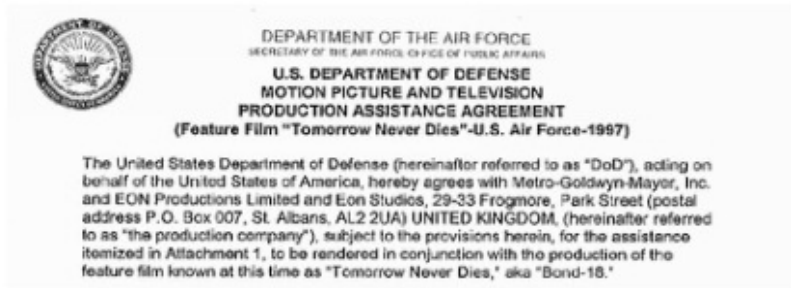 DEPARTMENT OF THE AIR FORCE
SECRETARY OF THE AIR FORCE OFFICE OF PUBLIC AFFAIRS
U.S. DEPARTMENT OF DEFENSE
MOTION PICTURE AND TELEVISION
PRODUCTION ASSISTANCE AGREEMENT
(Feature Film "Tomorrow Never Dies"-U.S. Air Force-1997)
The United States Department of Defense (hereinafter referred to as "DoD"), acting on
behalf of the United States of America, hereby agrees with Metro-Goldwyn-Mayor, Inc.
and EON Productions Limited and Eon Studios, 29-33 Frogmore, Park Street (postal
address P.O. Box 007, St. Albans, AL2 2UA) UNITED KINGDOM, (hereinafter referred
to as "the production company"), subject to the provisions herein, for the assistance
itemized in Attachment 1, to be rendered in conjunction with the production of the
feature film known at this time as "Tomorrow Never Dies," aka "Bond-18."